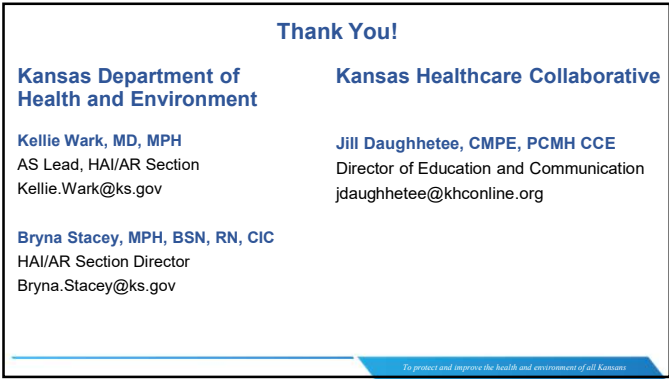 Thank You!
Kansas Department of
Health and Environment
Kellie Wark, MD, MPH
AS Lead, HAI/AR Section
Kellie.Wark@ks.gov
Bryna Stacey, MPH, BSN, RN, CIC
HAI/AR Section Director
Bryna.Stacey@ks.gov
Kansas Healthcare Collaborative
Jill Daughhetee, CMPE, PCMH CCE
Director of Education and Communication
jdaughhetee@khconline.org
To protect and improve the health and environment of all Kansans